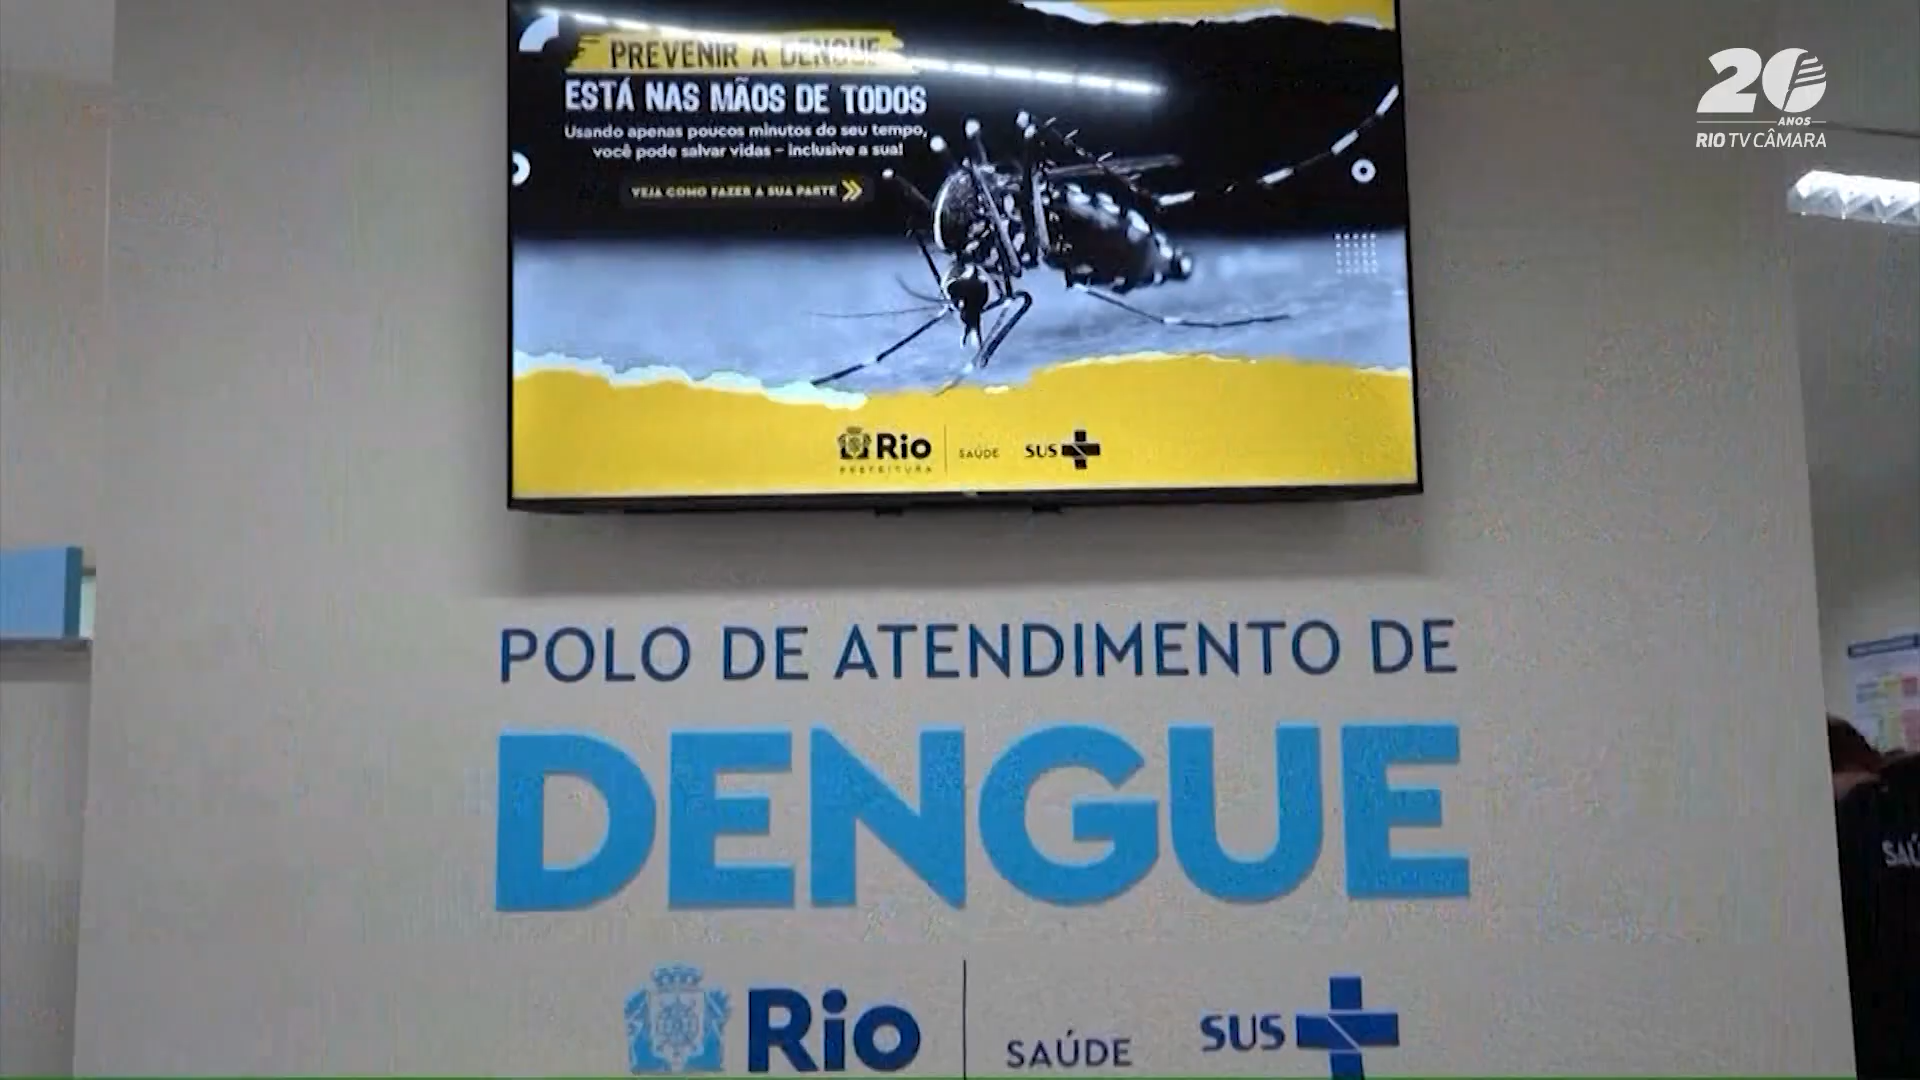 PREVENIR A DENGUE
ESTÁ NAS MÃOS DE TODOS
Usando apenas poucos minutos do seu tempo,
você pode salvar vidas – inclusive a sua!
VEJA COMO FAZER A SUA PARTE
Rio
PREFEITURA
SAÚDE
SUS
20
ANOS
RIO TV CÂMARA
POLO DE ATENDIMENTO DE
DENGUE
Rio
SAÚDE
SUS